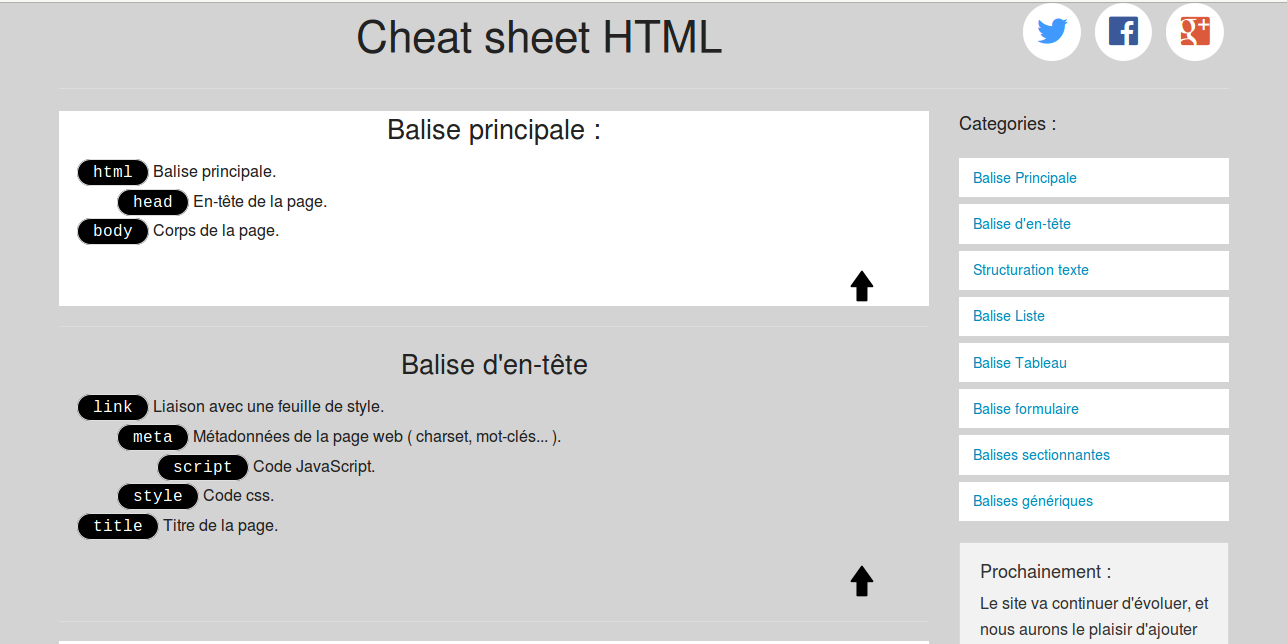 Cheat sheet HTML
Balise principale :
html Balise principale.
head En-tête de la page.
body Corps de la page.
Balise d'en-tête
link Liaison avec une feuille de style.
meta Métadonnées de la page web ( charset, mot-clés... ).
script Code JavaScript.
style Code css.
title Titre de la page.
Categories :
Balise Principale
Balise d'en-tête
Structuration texte
Balise Liste
Balise Tableau
Balise formulaire
Balises sectionnantes
Balises génériques
Prochainement :
Le site va continuer d'évoluer, et
nous aurons le plaisir d'ajouter